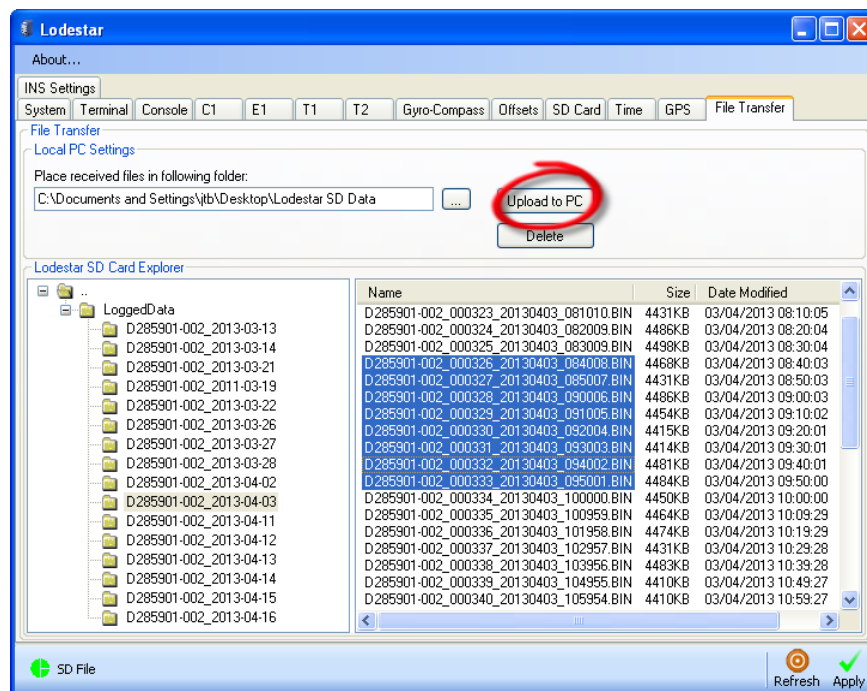 Lodestar
About...
INS Settings
System Terminal Console C1 E1 T1 T2 Gyro-Compass Offsets SD Card Time GPS File Transfer
File Transfer
Local PC Settings
Place received files in following folder:
C:\Documents and Settings\jtb\Desktop\Lodestar SD Data ... Upload to PC
Delete
Lodestar SD Card Explorer
..
LoggedData
D285901-002_2013-03-13
D285901-002_2013-03-14
D285901-002_2013-03-21
D285901-002_2011-03-19
D285901-002_2013-03-22
D285901-002_2013-03-26
D285901-002_2013-03-27
D285901-002_2013-03-28
D285901-002_2013-04-02
D285901-002_2013-04-03
D285901-002_2013-04-11
D285901-002_2013-04-12
D285901-002_2013-04-13
D285901-002_2013-04-14
D285901-002_2013-04-15
D285901-002_2013-04-16
Name Size Date Modified
D285901-002_000323_20130403_081010.BIN 4431KB 03/04/2013 08:10:05
D285901-002_000324_20130403_082009.BIN 4486KB 03/04/2013 08:20:04
D285901-002_000325_20130403_083009.BIN 4498KB 03/04/2013 08:30:04
D285901-002_000326_20130403_084008.BIN 4468KB 03/04/2013 08:40:03
D285901-002_000327_20130403_085007.BIN 4431KB 03/04/2013 08:50:03
D285901-002_000328_20130403_090006.BIN 4486KB 03/04/2013 09:00:03
D285901-002_000329_20130403_091005.BIN 4454KB 03/04/2013 09:10:02
D285901-002_000330_20130403_092004.BIN 4415KB 03/04/2013 09:20:01
D285901-002_000331_20130403_093003.BIN 4414KB 03/04/2013 09:30:01
D285901-002_000332_20130403_094002.BIN 4481KB 03/04/2013 09:40:01
D285901-002_000333_20130403_095001.BIN 4484KB 03/04/2013 09:50:00
D285901-002_000334_20130403_100000.BIN 4450KB 03/04/2013 10:00:00
D285901-002_000335_20130403_100959.BIN 4464KB 03/04/2013 10:09:29
D285901-002_000336_20130403_101958.BIN 4474KB 03/04/2013 10:19:29
D285901-002_000337_20130403_102957.BIN 4431KB 03/04/2013 10:29:28
D285901-002_000338_20130403_103956.BIN 4483KB 03/04/2013 10:39:28
D285901-002_000339_20130403_104955.BIN 4410KB 03/04/2013 10:49:27
D285901-002_000340_20130403_105954.BIN 4410KB 03/04/2013 10:59:27
SD File Refresh Apply